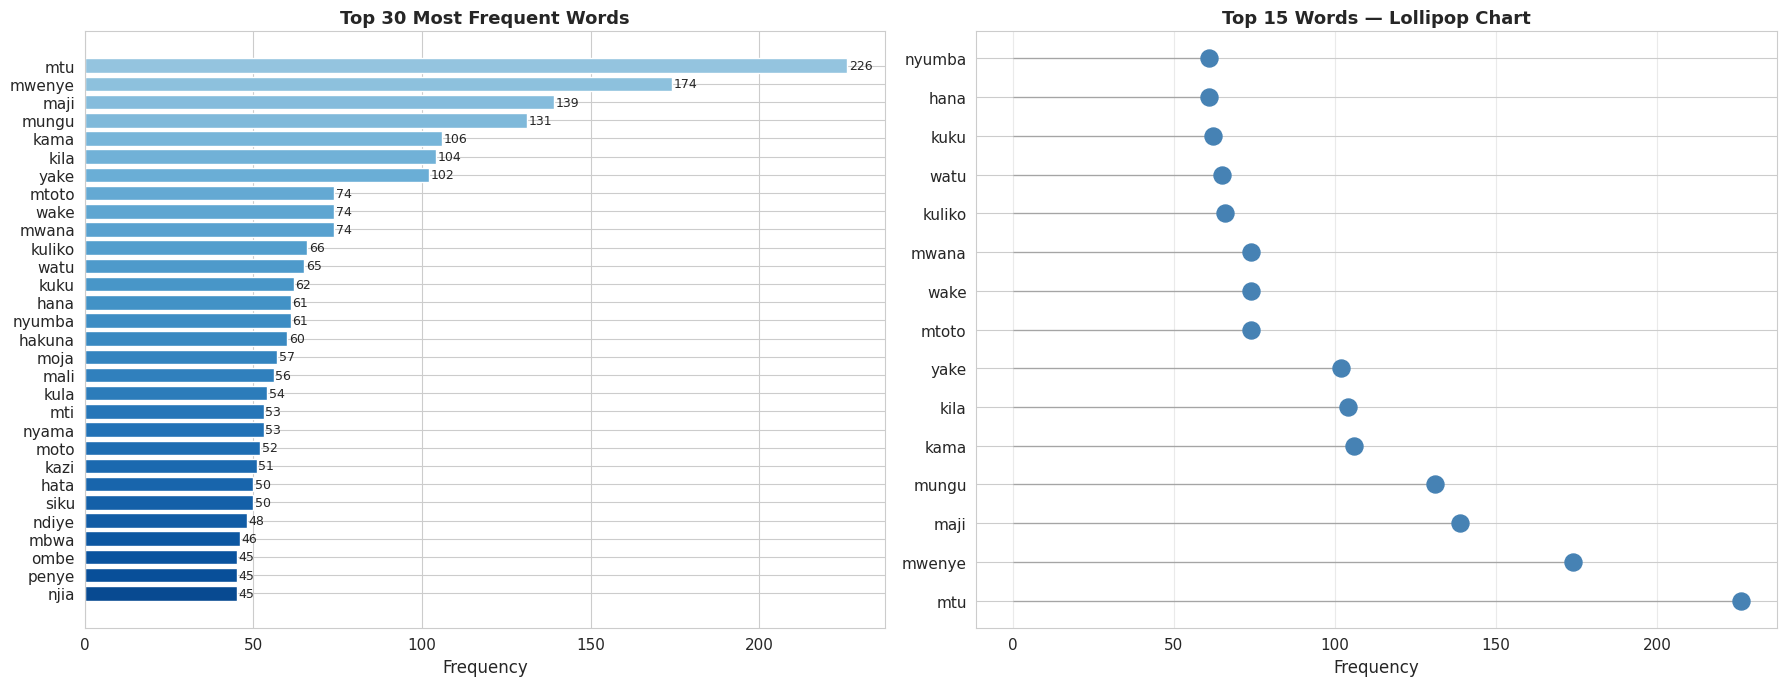 Top 30 Most Frequent Words
mtu 226
mwenye 174
maji 139
mungu 131
kama 106
kila 104
yake 102
mtoto 74
wake 74
mwana 74
kuliko 66
watu 65
kuku 62
hana 61
nyumba 61
hakuna 60
moja 57
mali 56
kula 54
mti 53
nyama 53
moto 52
kazi 51
hata 50
siku 50
ndiye 48
mbwa 46
ombe 45
penye 45
njia 45
0 50 100 150 200
Frequency
Top 15 Words — Lollipop Chart
nyumba
hana
kuku
watu
kuliko
mwana
wake
mtoto
yake
kila
kama
mungu
maji
mwenye
mtu
0 50 100 150 200
Frequency